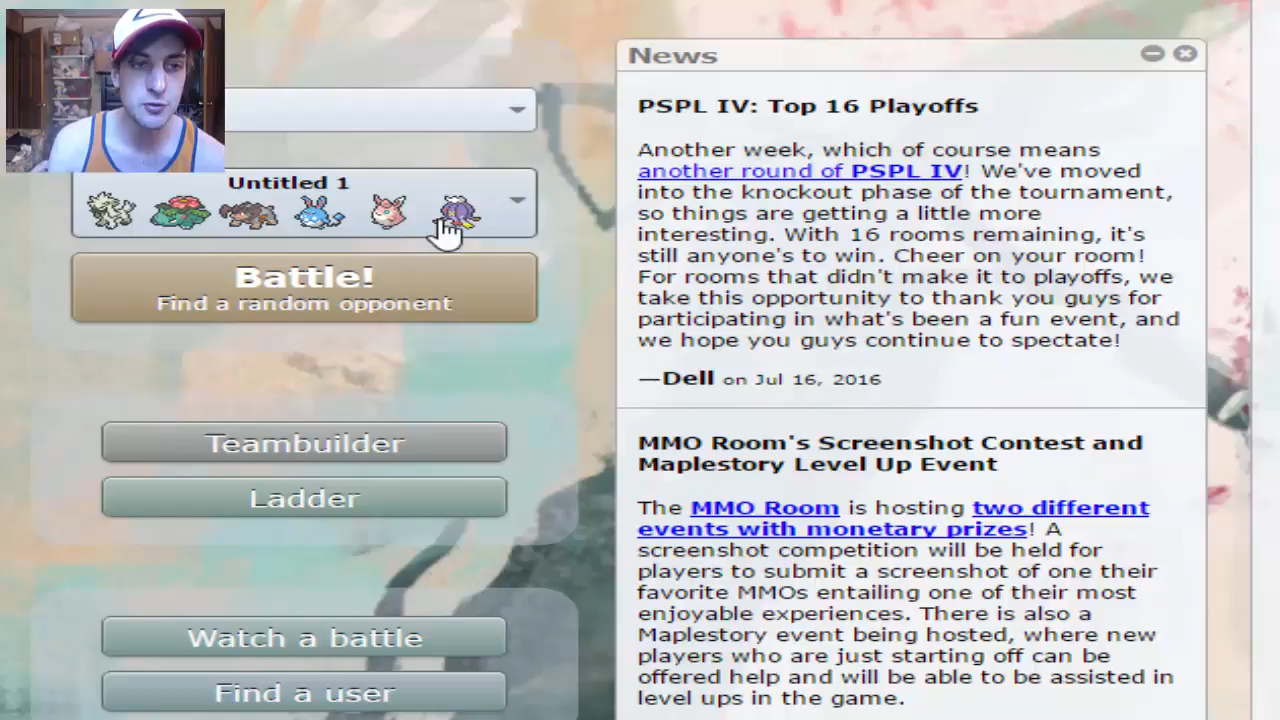 Untitled 1
Battle!
Find a random opponent
Teambuilder
Ladder
Watch a battle
Find a user
News
PSPL IV: Top 16 Playoffs
Another week, which of course means
another round of PSPL IV! We've moved
into the knockout phase of the tournament,
so things are getting a little more
interesting. With 16 rooms remaining, it's
still anyone's to win. Cheer on your room!
For rooms that didn't make it to playoffs, we
take this opportunity to thank you guys for
participating in what's been a fun event, and
we hope you guys continue to spectate!
—Dell on Jul 16, 2016
MMO Room's Screenshot Contest and
Maplestory Level Up Event
The MMO Room is hosting two different
events with monetary prizes! A
screenshot competition will be held for
players to submit a screenshot of one their
favorite MMOs entailing one of their most
enjoyable experiences. There is also a
Maplestory event being hosted, where new
players who are just starting off can be
offered help and will be able to be assisted in
level ups in the game.